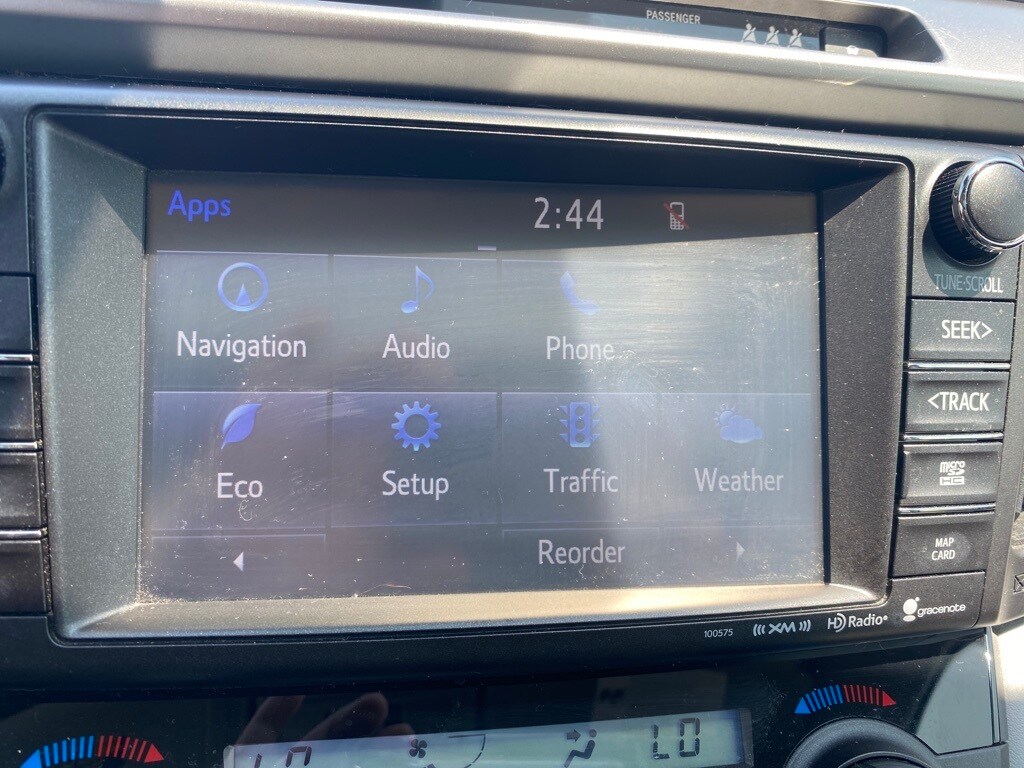 PASSENGER
Apps 2:44
TUNE·SCROLL
Navigation Audio Phone
SEEK>
<TRACK
Eco Setup Traffic Weather
micro
SD
HC
Reorder
MAP
CARD
gracenote
100575 ((( XM ))) HD Radio®
LO LO